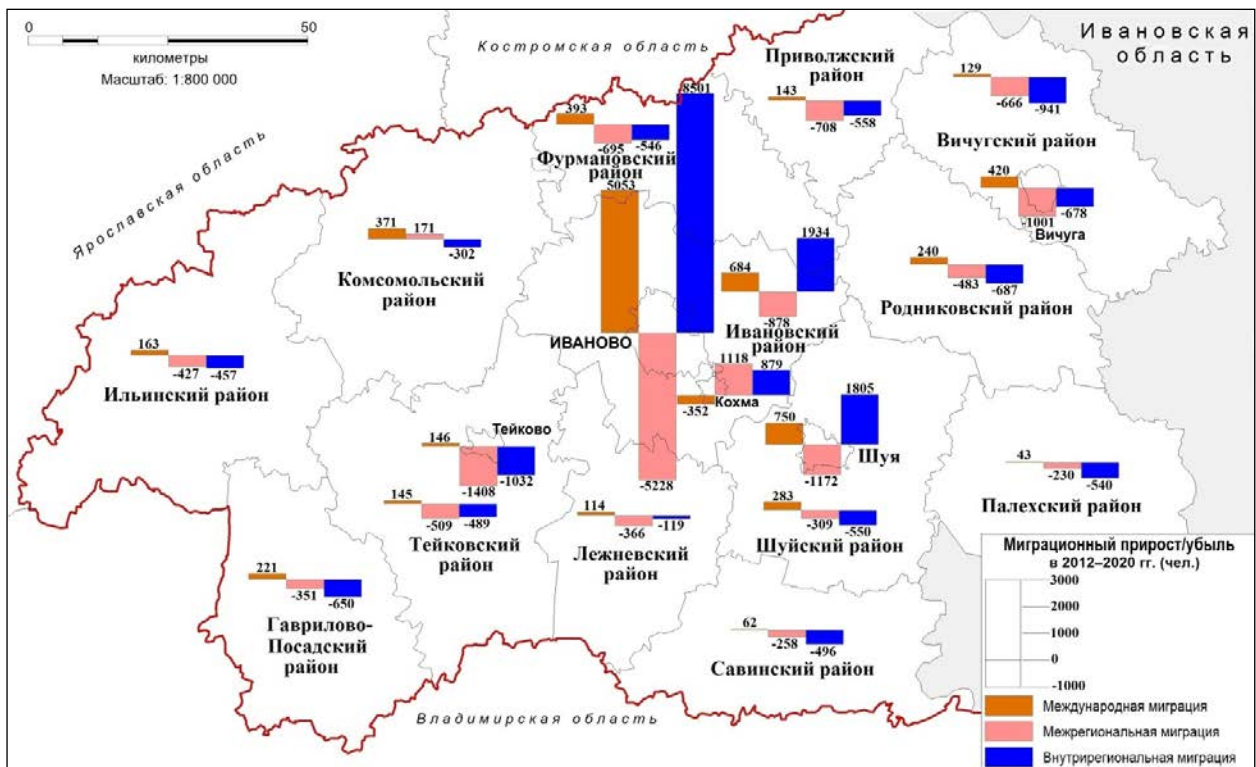 0
50
километры
Масштаб: 1:800 000
Костромская область
Ивановская
область
Ярославская область
Приволжский
район
143
-708
-558
129
-666
-941
Вичугский район
393
-695
-546
Фурмановский
район
8501
5053
-5228
ИВАНОВО
420
-1001
-678
Вичуга
371
171
-302
Комсомольский
район
684
-878
1934
Ивановский
район
240
-483
-687
Родниковский район
163
-427
-457
Ильинский район
1118
879
-352
Кохма
750
-1172
1805
Шуя
Тейково
146
-1408
-1032
145
-509
-489
Тейковский
район
114
-366
-119
Лежневский
район
283
-309
-550
Шуйский район
43
-230
-540
Палехский район
221
-351
-650
Гаврилово-
Посадский
район
62
-258
-496
Савинский район
Владимирская область
Миграционный прирост/убыль
в 2012–2020 гг. (чел.)
3000
2000
1000
0
-1000
Международная миграция
Межрегиональная миграция
Внутрирегиональная миграция